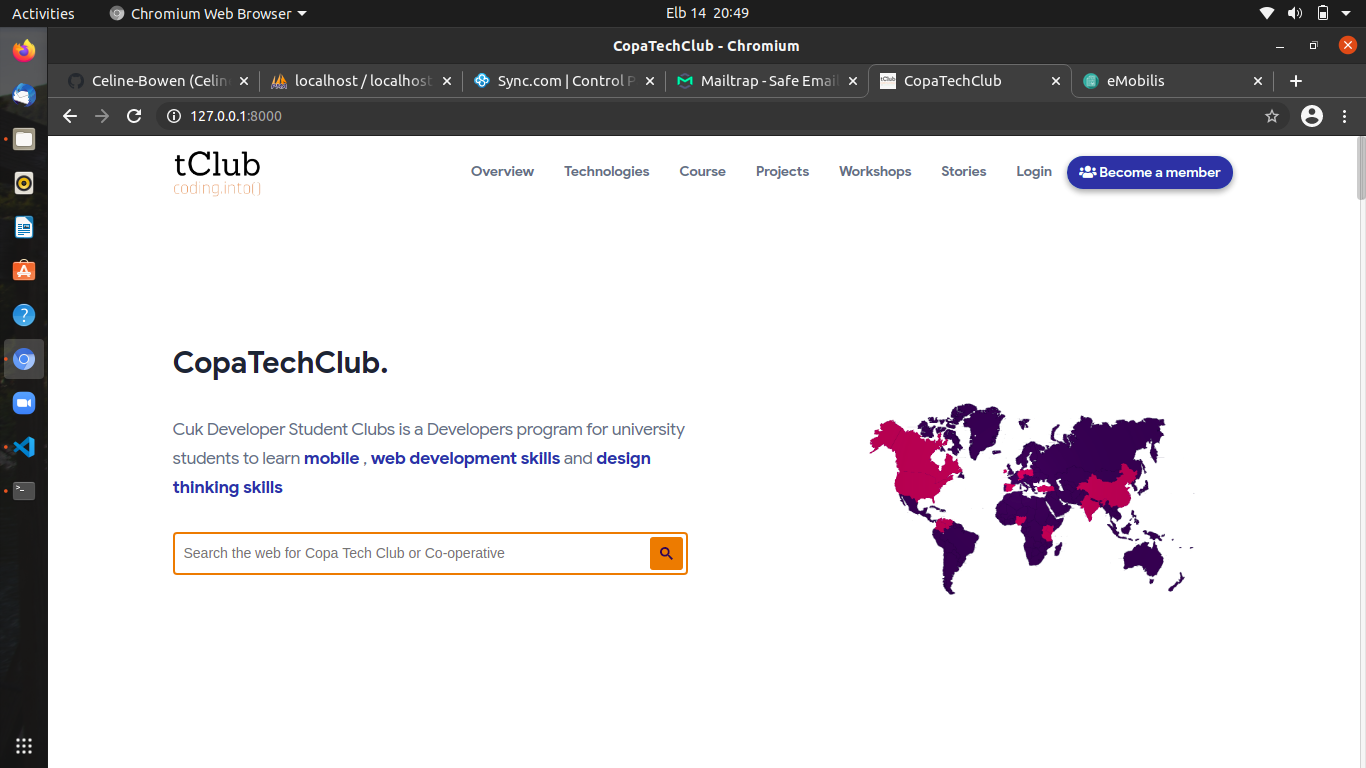 Activities
Chromium Web Browser
Elb 14 20:49
CopaTechClub - Chromium
Celine-Bowen (Celin
localhost / localhost
Sync.com | Control P
Mailtrap - Safe Email
CopaTechClub
eMobilis
127.0.0.1:8000
tClub
coding.into()
Overview
Technologies
Course
Projects
Workshops
Stories
Login
Become a member
CopaTechClub.
Cuk Developer Student Clubs is a Developers program for university
students to learn mobile , web development skills and design
thinking skills
Search the web for Copa Tech Club or Co-operative